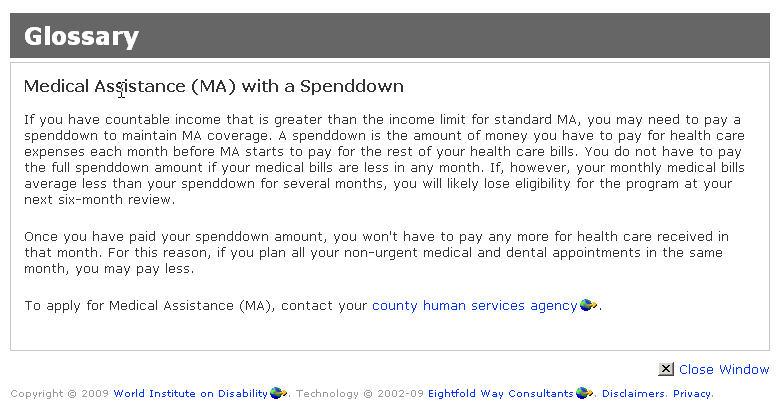 Glossary
Medical Assistance (MA) with a Spenddown
If you have countable income that is greater than the income limit for standard MA, you may need to pay a
spenddown to maintain MA coverage. A spenddown is the amount of money you have to pay for health care
expenses each month before MA starts to pay for the rest of your health care bills. You do not have to pay
the full spenddown amount if your medical bills are less in any month. If, however, your monthly medical bills
average less than your spenddown for several months, you will likely lose eligibility for the program at your
next six-month review.
Once you have paid your spenddown amount, you won't have to pay any more for health care received in
that month. For this reason, if you plan all your non-urgent medical and dental appointments in the same
month, you may pay less.
To apply for Medical Assistance (MA), contact your county human services agency.
Close Window
Copyright © 2009 World Institute on Disability. Technology © 2002-09 Eightfold Way Consultants. Disclaimers. Privacy.